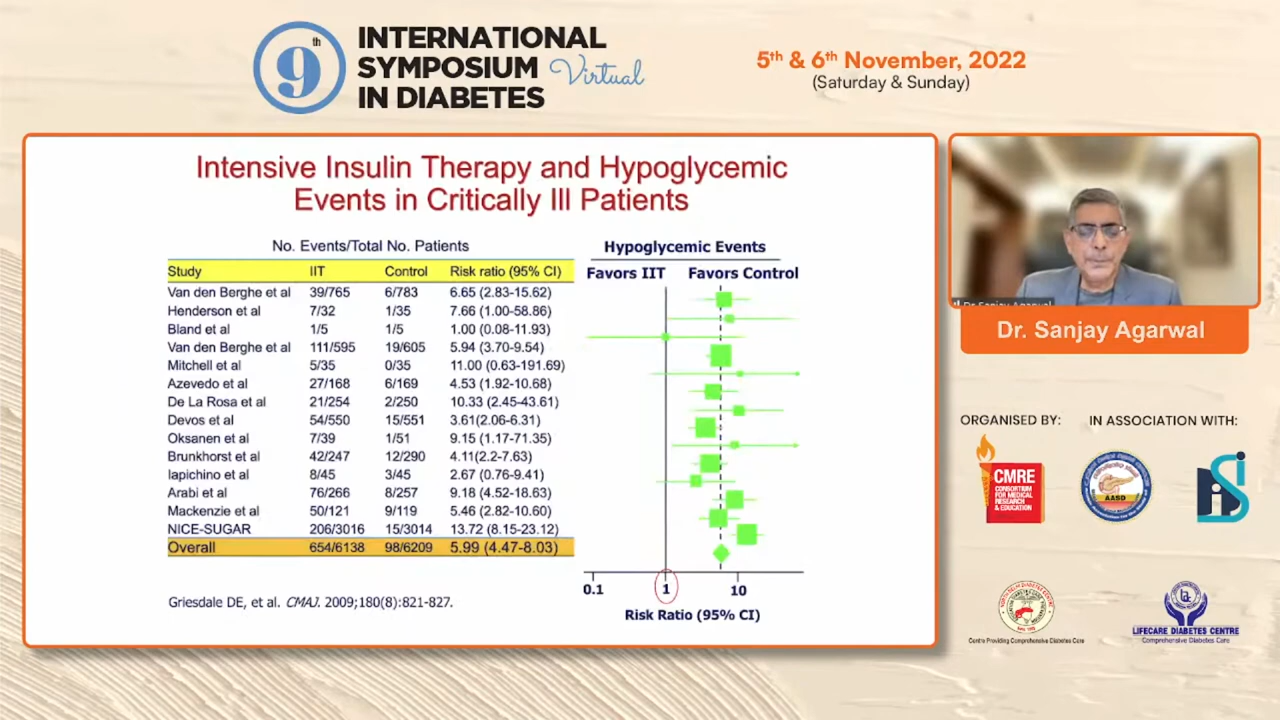 9th
INTERNATIONAL
SYMPOSIUM Virtual
IN DIABETES
5th & 6th November, 2022
(Saturday & Sunday)
Intensive Insulin Therapy and Hypoglycemic
Events in Critically Ill Patients
No. Events/Total No. Patients
Study IIT Control Risk ratio (95% CI)
Van den Berghe et al 39/765 6/783 6.65 (2.83-15.62)
Henderson et al 7/32 1/35 7.66 (1.00-58.86)
Bland et al 1/5 1/5 1.00 (0.08-11.93)
Van den Berghe et al 111/595 19/605 5.94 (3.70-9.54)
Mitchell et al 5/35 0/35 11.00 (0.63-191.69)
Azevedo et al 27/168 6/169 4.53 (1.92-10.68)
De La Rosa et al 21/254 2/250 10.33 (2.45-43.61)
Devos et al 54/550 15/551 3.61(2.06-6.31)
Oksanen et al 7/39 1/51 9.15 (1.17-71.35)
Brunkhorst et al 42/247 12/290 4.11(2.2-7.63)
Iapichino et al 8/45 3/45 2.67 (0.76-9.41)
Arabi et al 76/266 8/257 9.18 (4.52-18.63)
Mackenzie et al 50/121 9/119 5.46 (2.82-10.60)
NICE-SUGAR 206/3016 15/3014 13.72 (8.15-23.12)
Overall 654/6138 98/6209 5.99 (4.47-8.03)
Hypoglycemic Events
Favors IIT Favors Control
0.1 1 10
Risk Ratio (95% CI)
Griesdale DE, et al. CMAJ. 2009;180(8):821-827.
Dr Sanjay Agarwal
Dr. Sanjay Agarwal
ORGANISED BY: IN ASSOCIATION WITH:
CMRE
CONSORTIUM
FOR MEDICAL
RESEARCH
& EDUCATION
AASD
Centre Providing Comprehensive Diabetes Care
LIFECARE DIABETES CENTRE
Comprehensive Diabetes Care